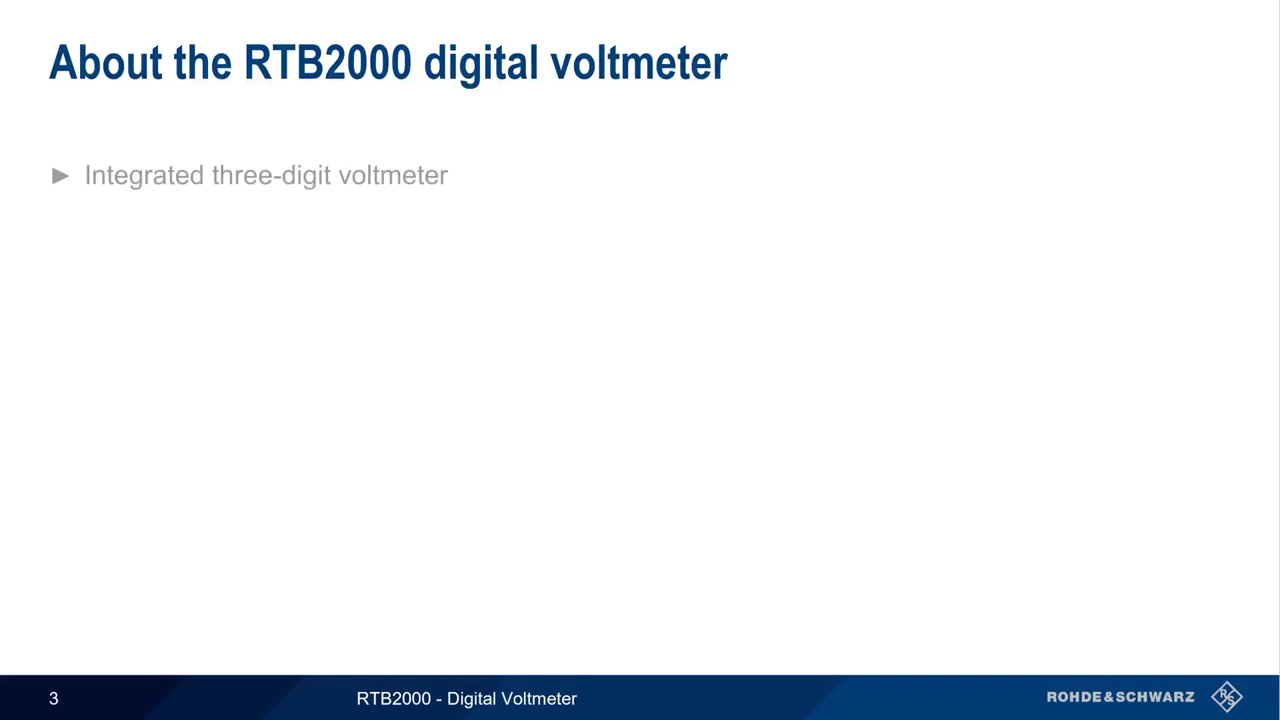 About the RTB2000 digital voltmeter
► Integrated three-digit voltmeter
3
RTB2000 - Digital Voltmeter
ROHDE&SCHWARZ
R
S